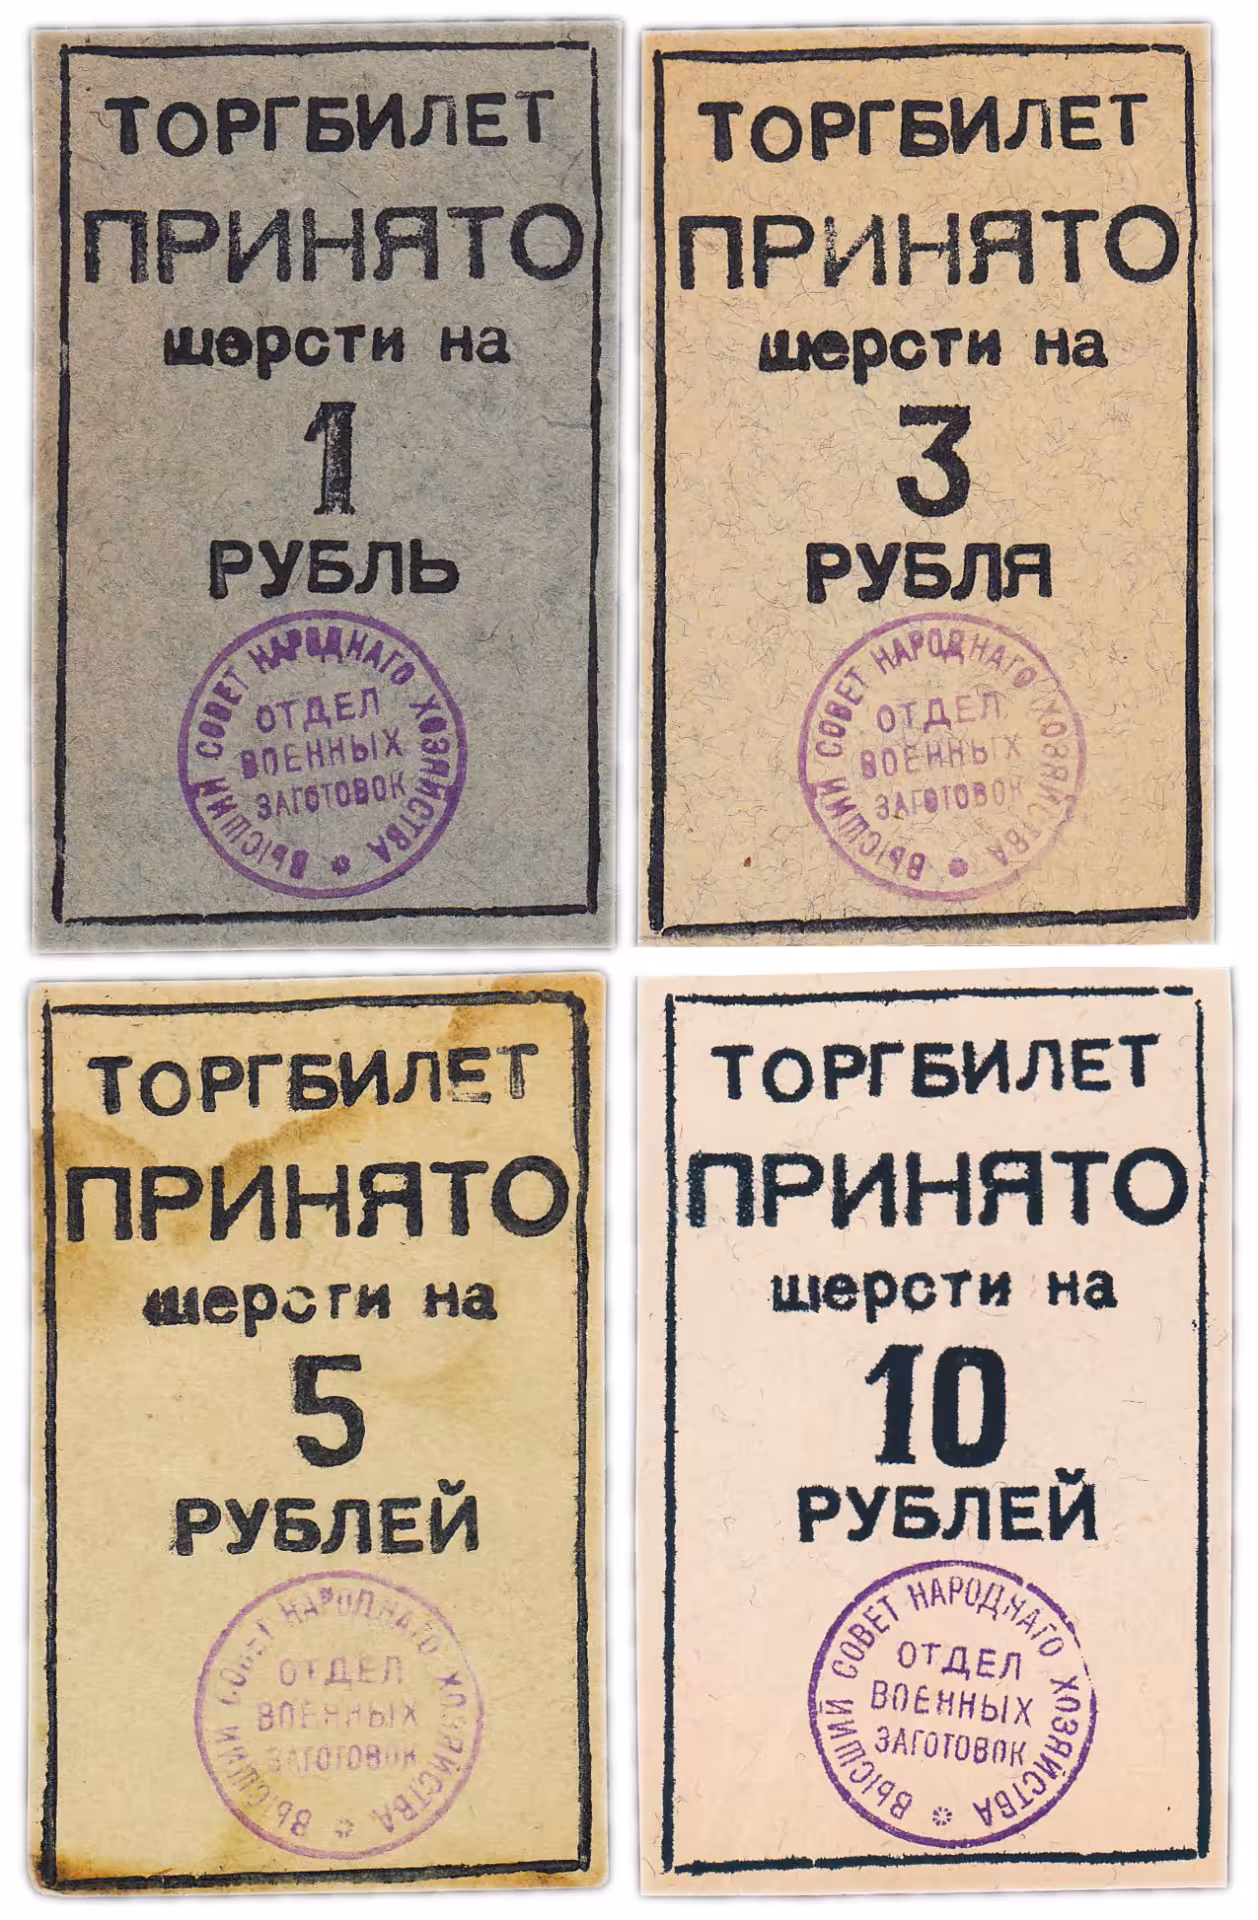 ТОРГБИЛЕТ
ПРИНЯТО
шерсти на
1
РУБЛЬ
ВЫСШИЙ СОВЕТ НАРОДНАГО ХОЗЯЙСТВА
ОТДЕЛ
ВОЕННЫХ
ЗАГОТОВОК
ТОРГБИЛЕТ
ПРИНЯТО
шерсти на
3
РУБЛЯ
ВЫСШИЙ СОВЕТ НАРОДНАГО ХОЗЯЙСТВА
ОТДЕЛ
ВОЕННЫХ
ЗАГОТОВОК
ТОРГБИЛЕТ
ПРИНЯТО
шерсти на
5
РУБЛЕЙ
ВЫСШИЙ СОВЕТ НАРОДНАГО ХОЗЯЙСТВА
ОТДЕЛ
ВОЕННЫХ
ЗАГОТОВОК
ТОРГБИЛЕТ
ПРИНЯТО
шерсти на
10
РУБЛЕЙ
ВЫСШИЙ СОВЕТ НАРОДНАГО ХОЗЯЙСТВА
ОТДЕЛ
ВОЕННЫХ
ЗАГОТОВОК